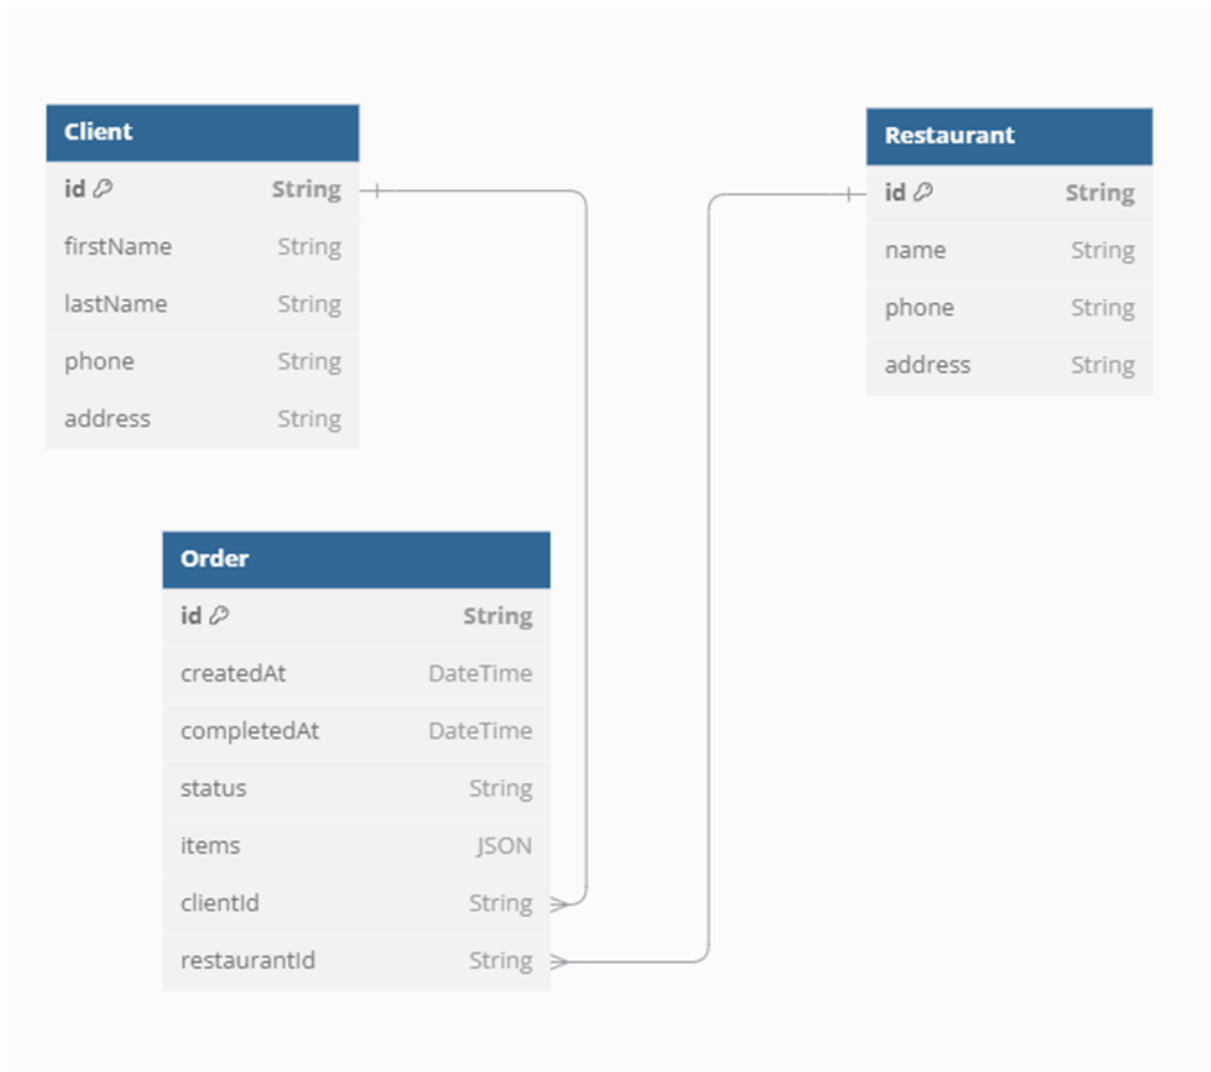 Client
id String
firstName String
lastName String
phone String
address String
Restaurant
id String
name String
phone String
address String
Order
id String
createdAt DateTime
completedAt DateTime
status String
items JSON
clientId String
restaurantId String